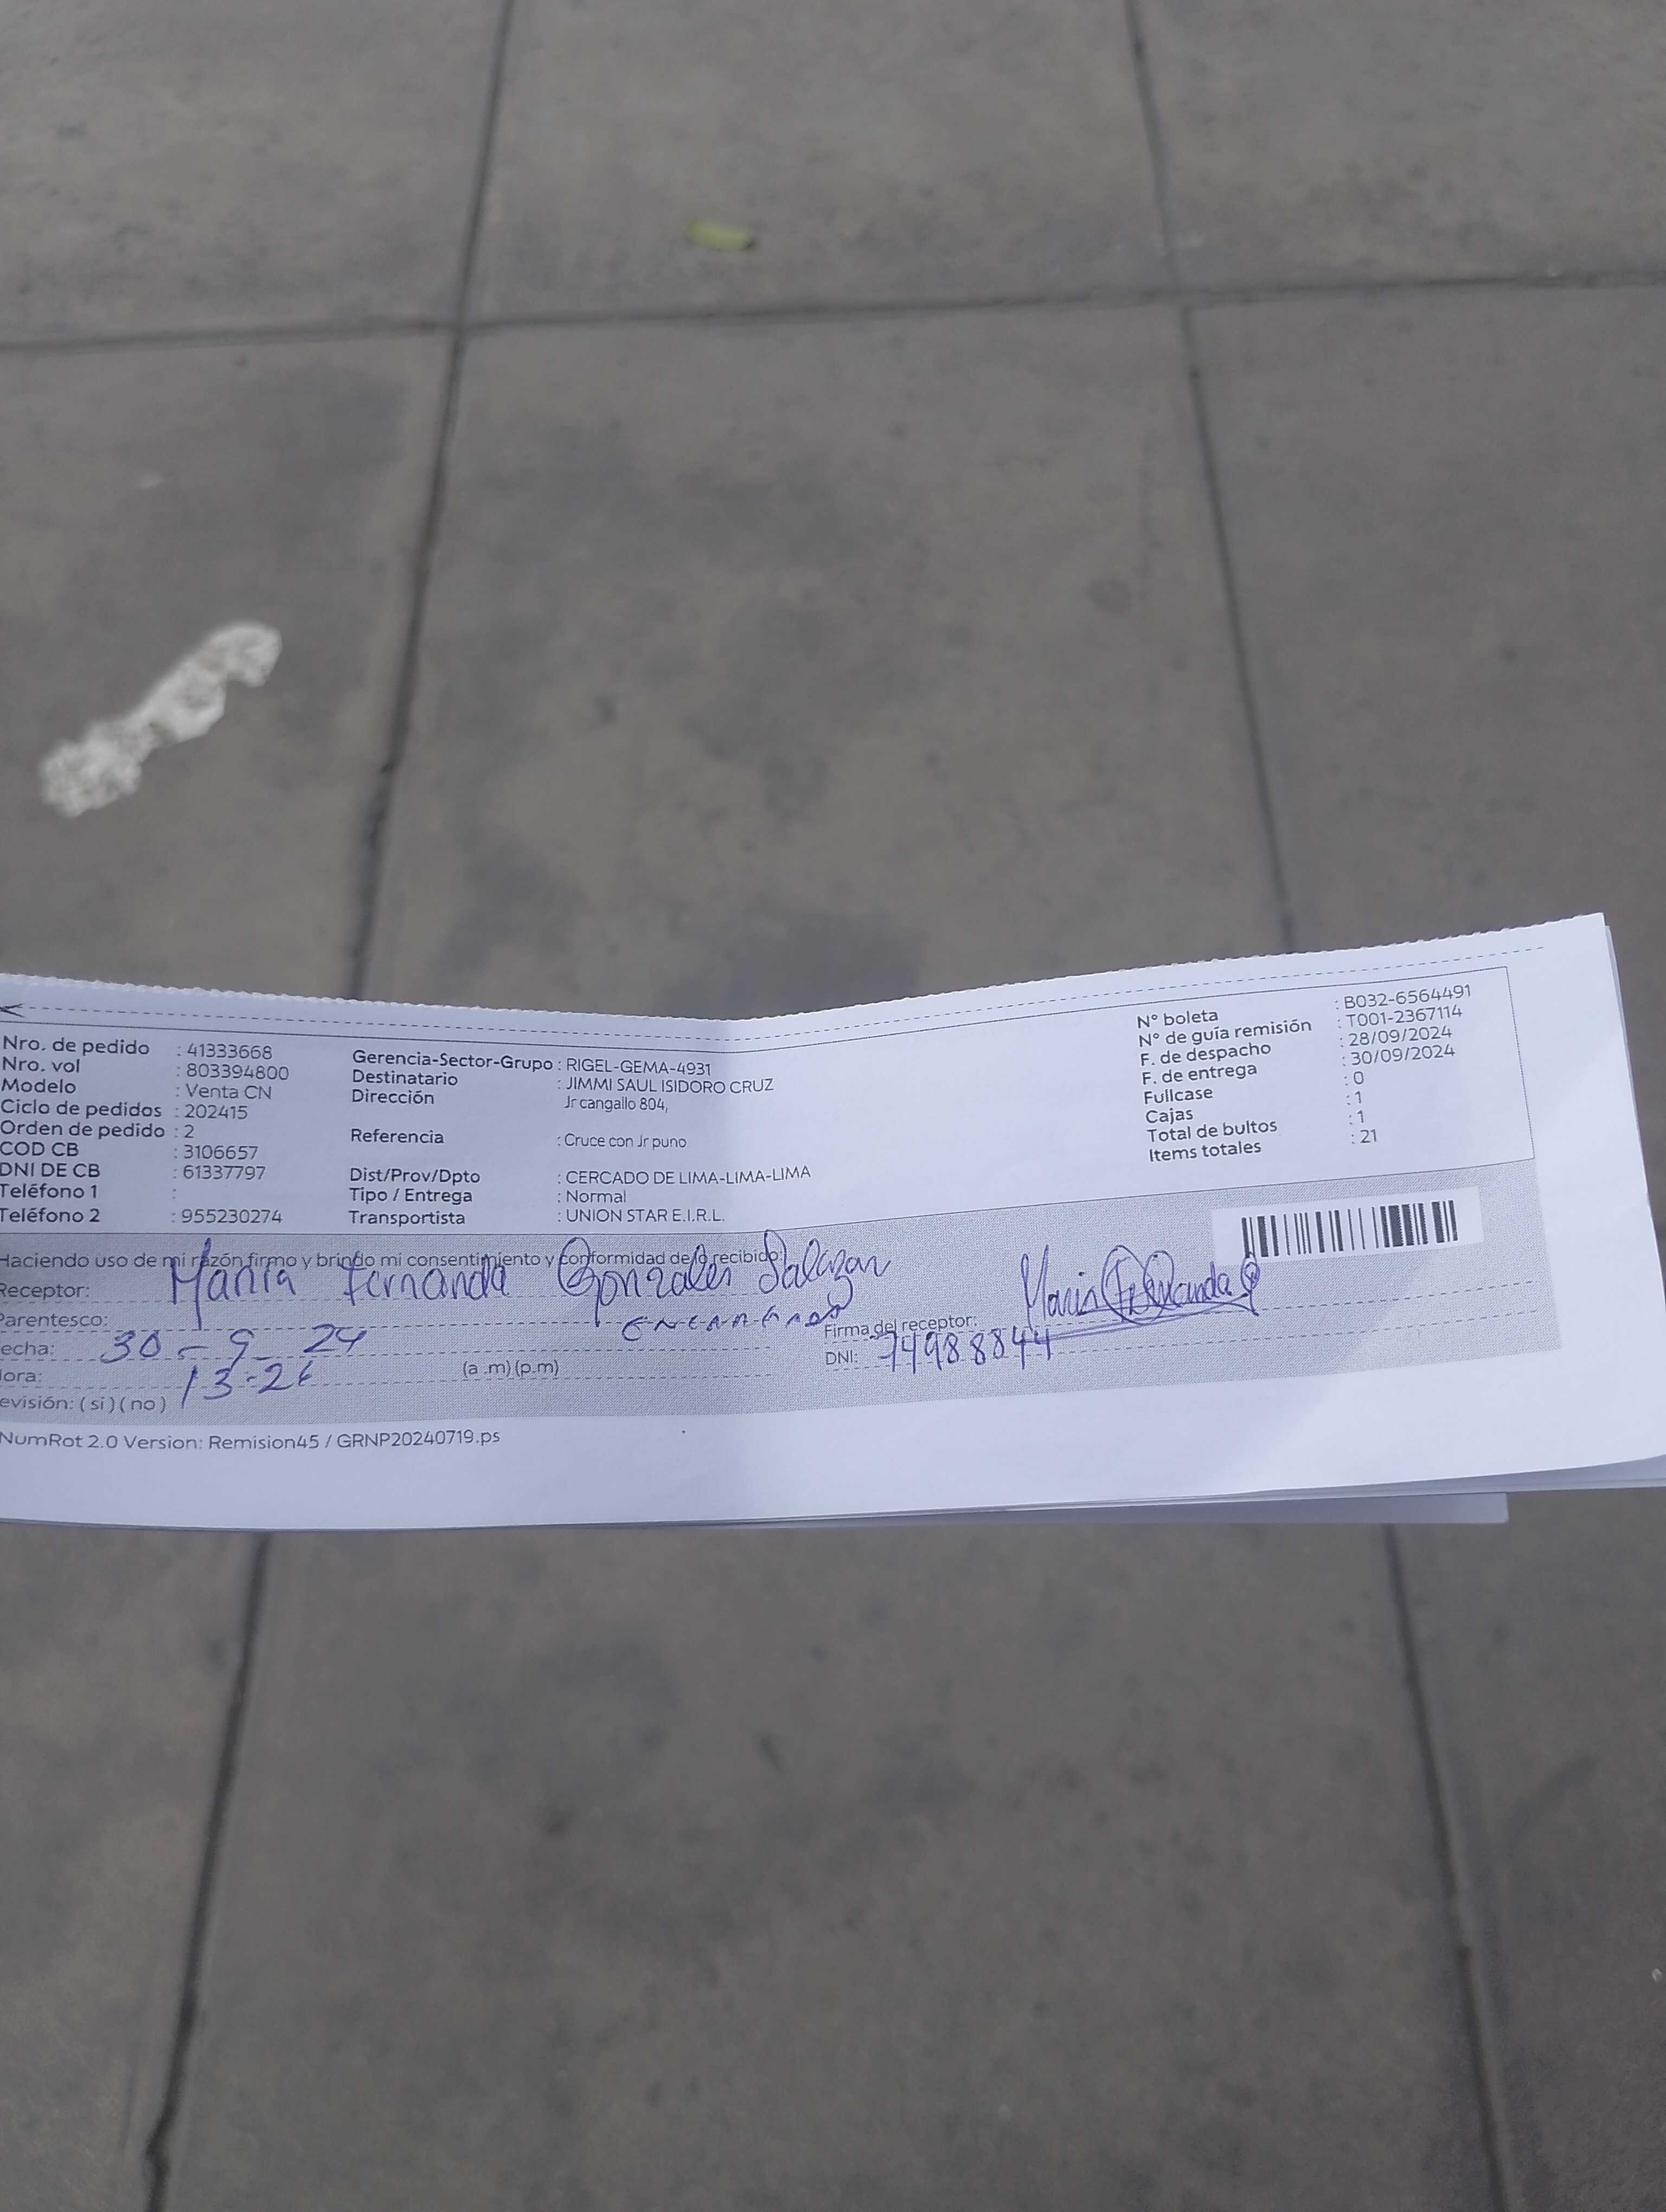 Nro. de pedido : 41333668
Nro. vol : 803394800
Modelo : Venta CN
Ciclo de pedidos : 202415
Orden de pedido : 2
COD CB : 3106657
DNI DE CB : 61337797
Teléfono 1 :
Teléfono 2 : 955230274
Gerencia-Sector-Grupo : RIGEL-GEMA-4931
Destinatario : JIMMI SAUL ISIDORO CRUZ
Dirección Jr cangallo 804,
Referencia : Cruce con Jr puno
Dist/Prov/Dpto : CERCADO DE LIMA-LIMA-LIMA
Tipo / Entrega : Normal
Transportista : UNION STAR E.I.R.L.
N° boleta : B032-6564491
N° de guía remisión : T001-2367114
F. de despacho : 28/09/2024
F. de entrega : 30/09/2024
Fullcase : 0
Cajas : 1
Total de bultos : 1
Items totales : 21
Haciendo uso de mi razón firmo y brindo mi consentimiento y conformidad de lo recibido:
Receptor: María Fernanda Gonzales Salazar
Parentesco:
echa: 30 - 9 - 24
ora: 13-26 (a .m) (p.m)
evisión: ( si ) ( no )
Firma del receptor: María Fernanda G
DNI: 74988844
NumRot 2.0 Version: Remision45 / GRNP20240719.ps